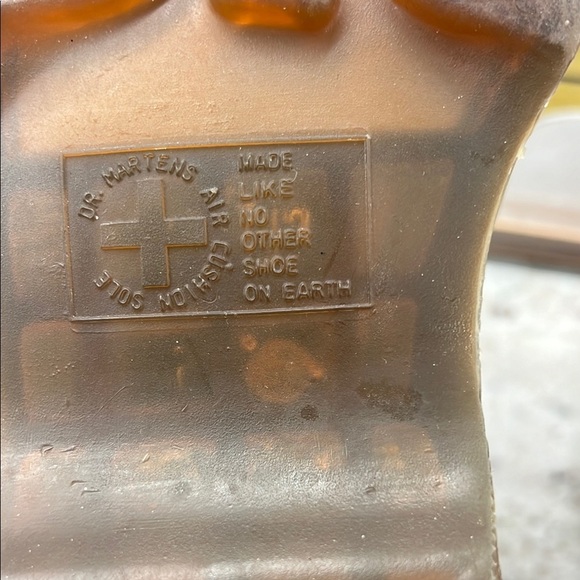 DR. MARTENS AIR CUSHION SOLE
MADE
LIKE
NO
OTHER
SHOE
ON EARTH